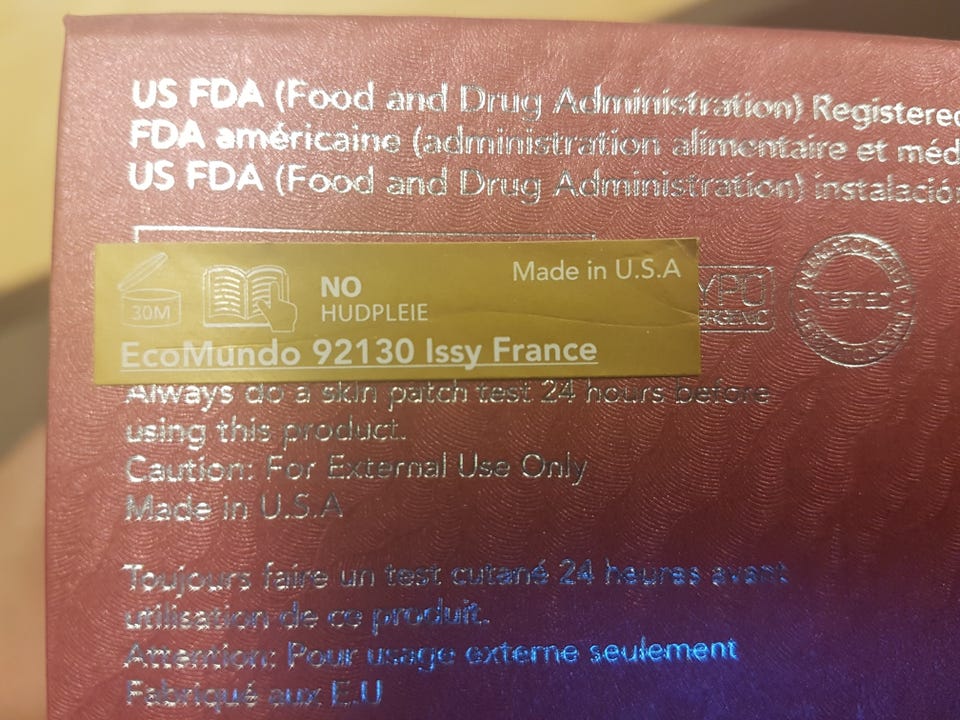 US FDA (Food and Drug Administration) Registered
FDA américaine (administration alimentaire et méd
US FDA (Food and Drug Administration) instalación
30M
NO
HUDPLEIE
Made in U.S.A
EcoMundo 92130 Issy France
TESTED
Always do a skin patch test 24 hours before
using this product.
Caution: For External Use Only
Made in U.S.A
Toujours faire un test cutané 24 heures avant
utilisation de ce produit.
Attention: Pour usage externe seulement
Fabriqué aux E.U